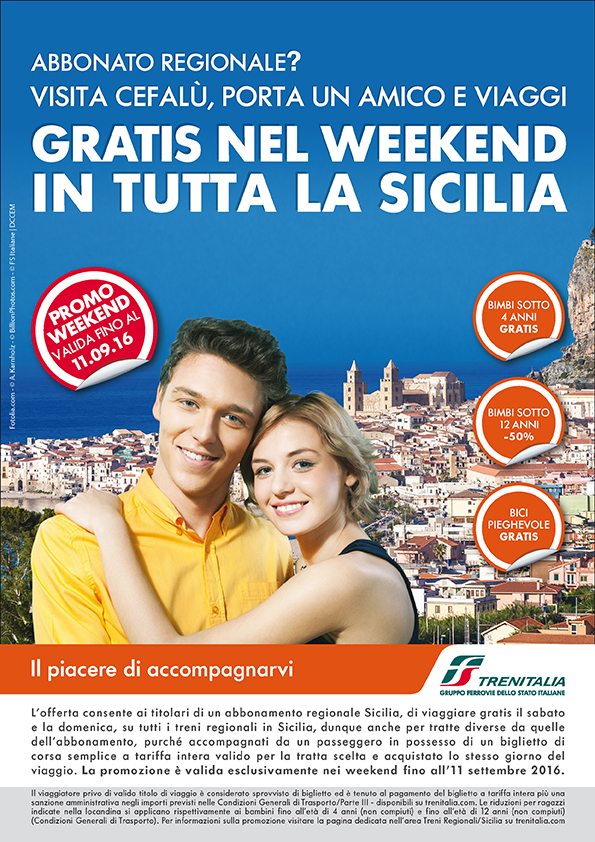 ABBONATO REGIONALE?
VISITA CEFALÙ, PORTA UN AMICO E VIAGGI
GRATIS NEL WEEKEND
IN TUTTA LA SICILIA
Fotolia.com - © A. Karnholz - © BillionPhotos.com - © FS Italiane | DCCEM
PROMO
WEEKEND
VALIDA FINO AL
11.09.16
BIMBI SOTTO
4 ANNI
GRATIS
BIMBI SOTTO
12 ANNI
-50%
BICI
PIEGHEVOLE
GRATIS
Il piacere di accompagnarvi
TRENITALIA
GRUPPO FERROVIE DELLO STATO ITALIANE
L'offerta consente ai titolari di un abbonamento regionale Sicilia, di viaggiare gratis il sabato
e la domenica, su tutti i treni regionali in Sicilia, dunque anche per tratte diverse da quelle
dell'abbonamento, purché accompagnati da un passeggero in possesso di un biglietto di
corsa semplice a tariffa intera valido per la tratta scelta e acquistato lo stesso giorno del
viaggio. La promozione è valida esclusivamente nei weekend fino all'11 settembre 2016.
Il viaggiatore privo di valido titolo di viaggio è considerato sprovvisto di biglietto ed è tenuto al pagamento del biglietto a tariffa intera più una
sanzione amministrativa negli importi previsti nelle Condizioni Generali di Trasporto/Parte III - disponibili su trenitalia.com. Le riduzioni per ragazzi
indicate nella locandina si applicano rispettivamente ai bambini fino all'età di 4 anni (non compiuti) e fino all'età di 12 anni (non compiuti)
(Condizioni Generali di Trasporto). Per informazioni sulla promozione visitare la pagina dedicata nell'area Treni Regionali/Sicilia su trenitalia.com